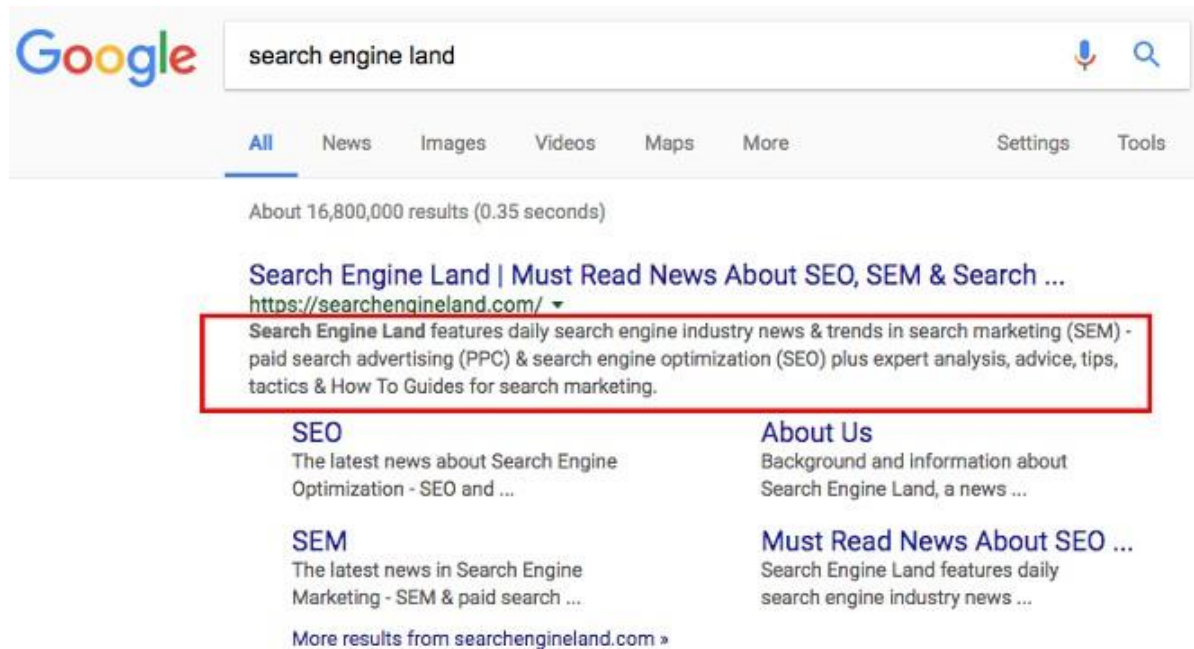 Google
search engine land
All News Images Videos Maps More Settings Tools
About 16,800,000 results (0.35 seconds)
Search Engine Land | Must Read News About SEO, SEM & Search ...
https://searchengineland.com/
Search Engine Land features daily search engine industry news & trends in search marketing (SEM) -
paid search advertising (PPC) & search engine optimization (SEO) plus expert analysis, advice, tips,
tactics & How To Guides for search marketing.
SEO
The latest news about Search Engine
Optimization - SEO and ...
About Us
Background and information about
Search Engine Land, a news ...
SEM
The latest news in Search Engine
Marketing - SEM & paid search ...
Must Read News About SEO ...
Search Engine Land features daily
search engine industry news ...
More results from searchengineland.com »